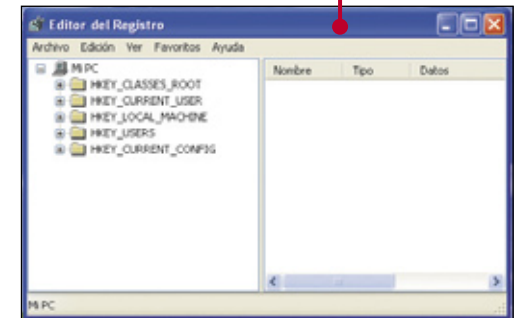 Editor del Registro
Archivo Edición Ver Favoritos Ayuda
Mi PC
HKEY_CLASSES_ROOT
HKEY_CURRENT_USER
HKEY_LOCAL_MACHINE
HKEY_USERS
HKEY_CURRENT_CONFIG
Nombre Tipo Datos
Mi PC